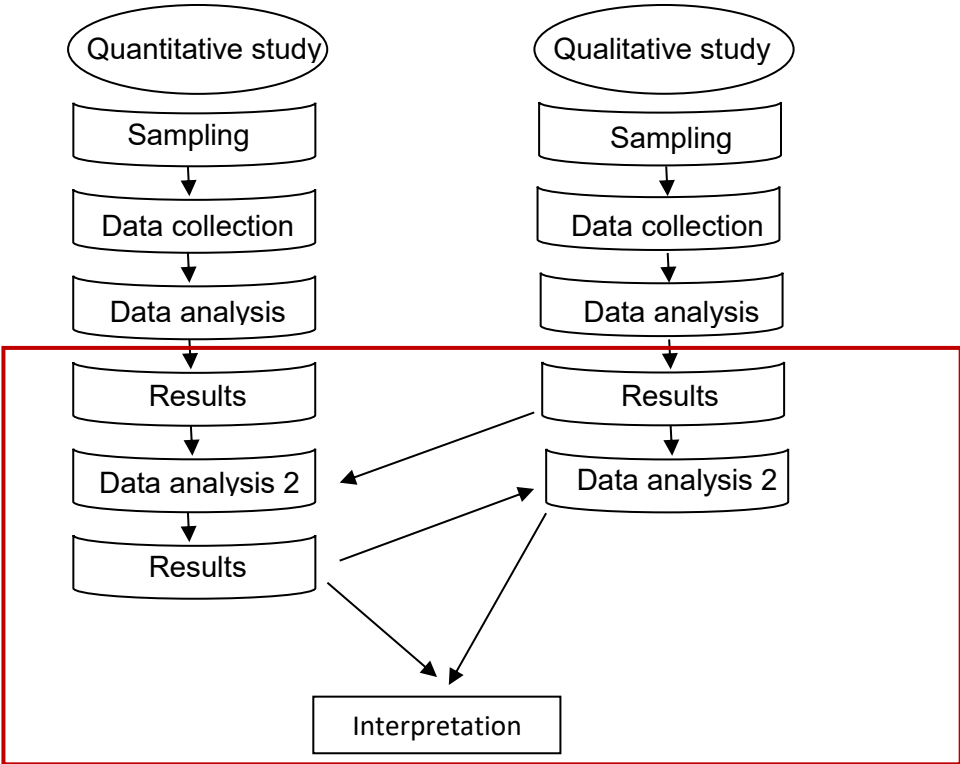 Quantitative study
Qualitative study
Sampling
Sampling
Data collection
Data collection
Data analysis
Data analysis
Results
Results
Data analysis 2
Data analysis 2
Results
Interpretation